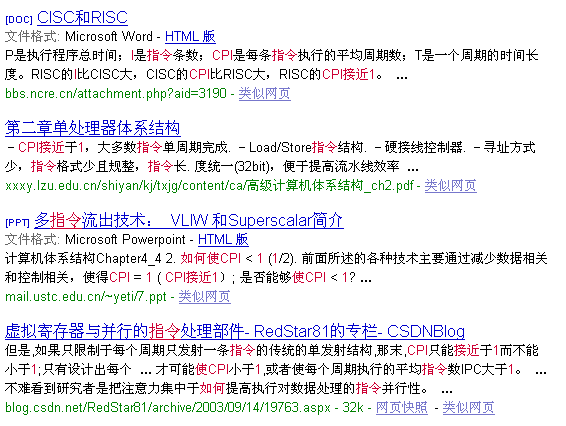 [DOC] CISC和RISC
文件格式: Microsoft Word - HTML 版
P是执行程序总时间；I是指令条数；CPI是每条指令执行的平均周期数；T是一个周期的时间长
度。RISC的I比CISC大，CISC的CPI比RISC大，RISC的CPI接近1。 ...
bbs.ncre.cn/attachment.php?aid=3190 - 类似网页
第二章单处理器体系结构
－CPI接近于1，大多数指令单周期完成. －Load/Store指令结构. －硬接线控制器. －寻址方式
少，指令格式少且规整，指令长. 度统一(32bit)，便于提高流水线效率 ...
xxxy.lzu.edu.cn/shiyan/kj/txjg/content/ca/高级计算机体系结构_ch2.pdf - 类似网页
[PPT] 多指令流出技术： VLIW 和Superscalar简介
文件格式: Microsoft Powerpoint - HTML 版
计算机体系结构Chapter4_4 2. 如何使CPI < 1 (1/2). 前面所述的各种技术主要通过减少数据相关
和控制相关，使得CPI = 1 ( CPI接近1）; 是否能够使CPI < 1? ...
mail.ustc.edu.cn/~yeti/7.ppt - 类似网页
虚拟寄存器与并行的指令处理部件- RedStar81的专栏- CSDNBlog
但是,如果只限制于每个周期只发射一条指令的传统的单发射结构,那末,CPI只能接近于1而不能
小于1;只有设计出每个 ... 才可能使CPI小于1,或者使每个周期执行的平均指令数IPC大于1。 ...
不难看到研究者是把注意力集中于如何提高执行对数据处理的指令并行性。 ...
blog.csdn.net/RedStar81/archive/2003/09/14/19763.aspx - 32k - 网页快照 - 类似网页